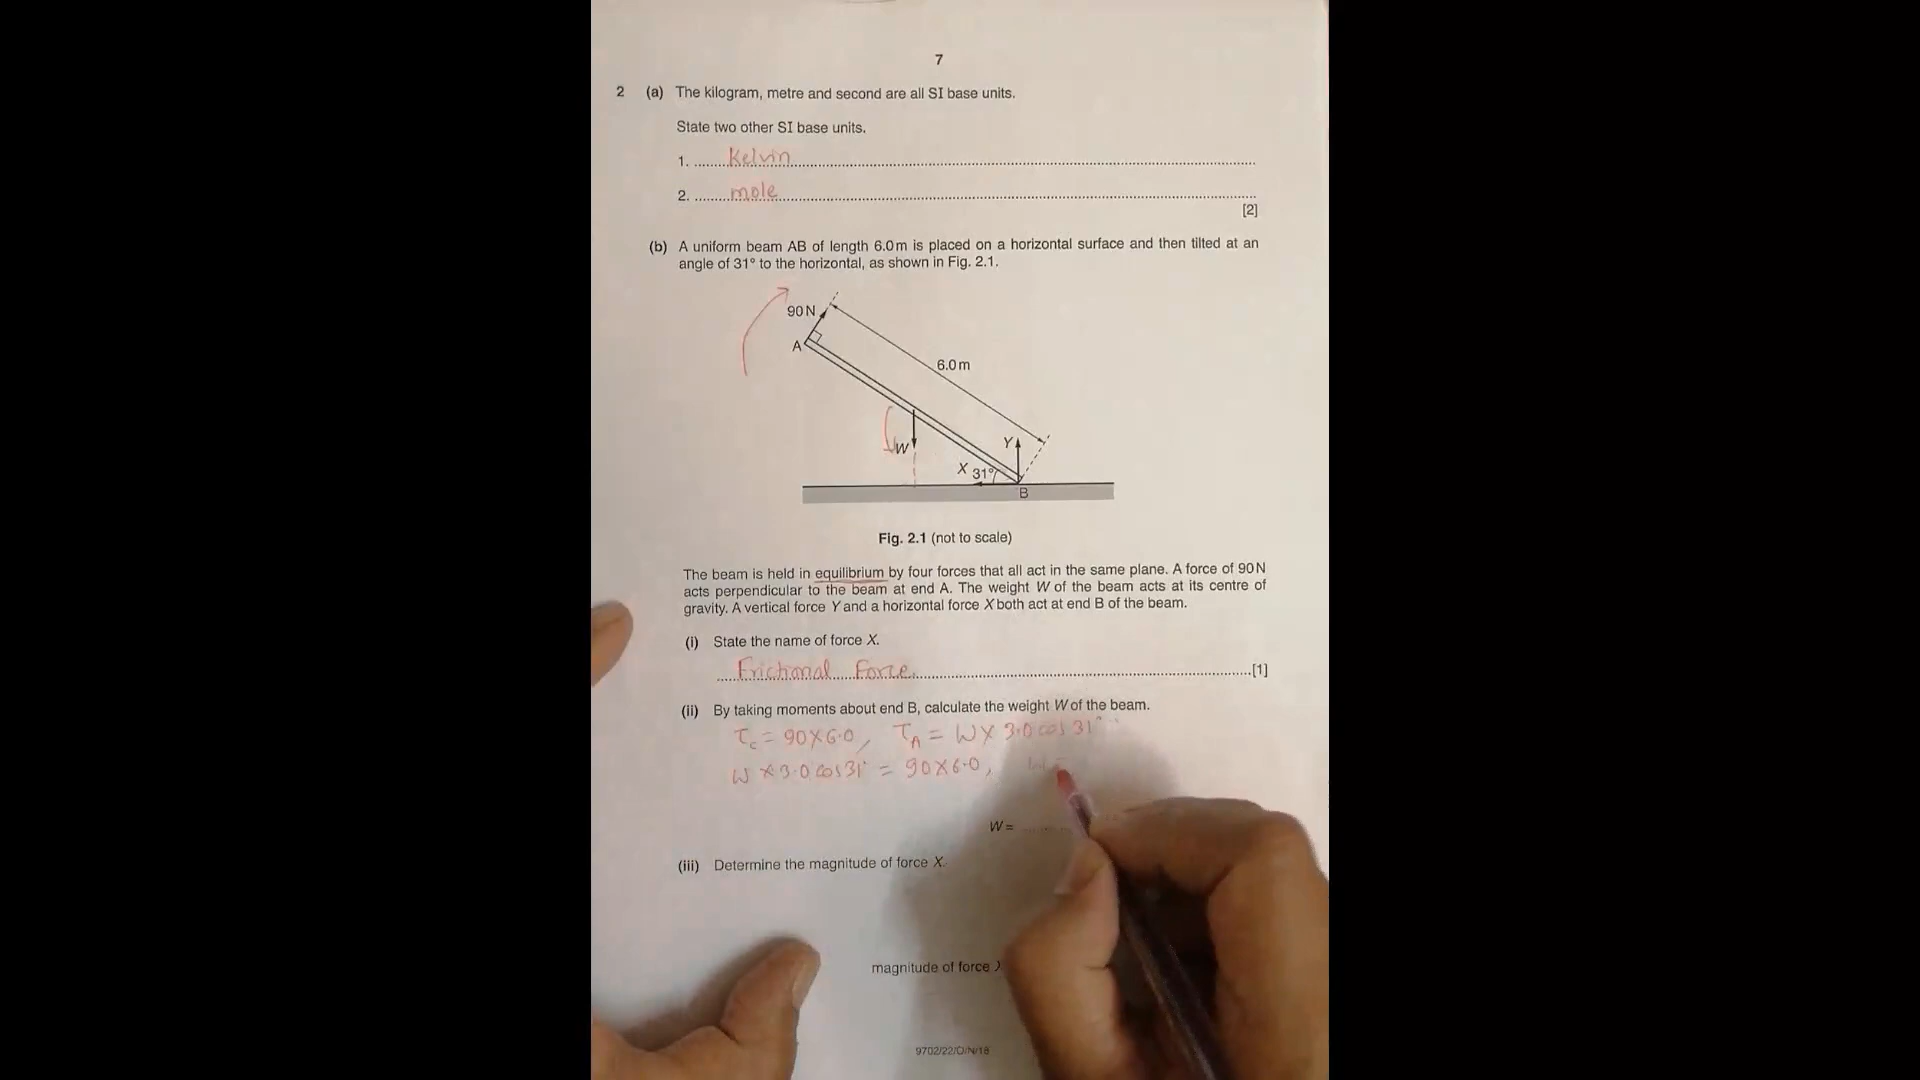 7
2 (a) The kilogram, metre and second are all SI base units.
State two other SI base units.
1. Kelvin
2. mole
[2]
(b) A uniform beam AB of length 6.0m is placed on a horizontal surface and then tilted at an
angle of 31° to the horizontal, as shown in Fig. 2.1.
90N
A
6.0m
W
Y
X 31°
B
Fig. 2.1 (not to scale)
The beam is held in equilibrium by four forces that all act in the same plane. A force of 90N
acts perpendicular to the beam at end A. The weight W of the beam acts at its centre of
gravity. A vertical force Y and a horizontal force X both act at end B of the beam.
(i) State the name of force X.
Frictional Force [1]
(ii) By taking moments about end B, calculate the weight W of the beam.
τc = 90×6.0, τA = W× 3.0 cos 31°
W × 3.0 cos31° = 90×6.0, W=
W =
(iii) Determine the magnitude of force X.
magnitude of force
9702/22/O/N/18